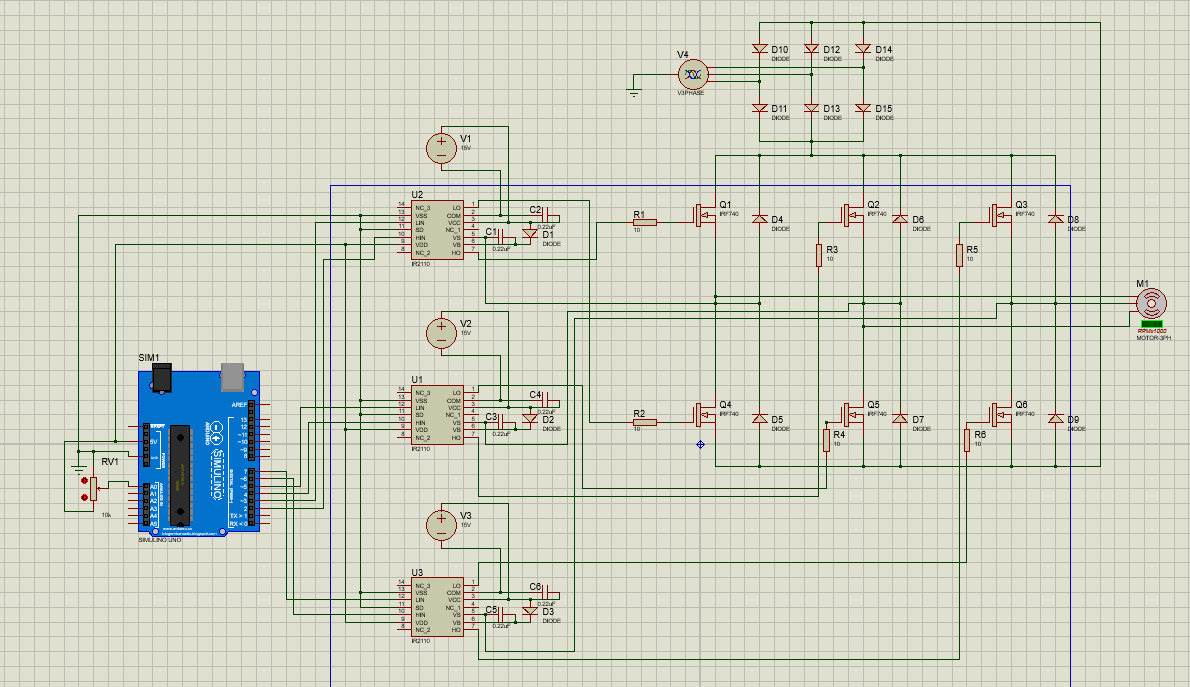 V4
V3PHASE
D10
DIODE
D12
DIODE
D14
DIODE
D11
DIODE
D13
DIODE
D15
DIODE
V1
15V
U2
14 NC_3 LO 1
13 VSS COM 2
12 LIN VCC 3
11 SD NC_1 4
10 HIN VS 5
9 VDD VB 6
8 NC_2 HO 7
IR2110
C2
0.22uF
C1
0.22uF
D1
DIODE
R1
10
Q1
IRF740
D4
DIODE
Q2
IRF740
D6
DIODE
Q3
IRF740
D8
DIODE
R3
10
R5
10
M1
RPMx1000
MOTOR-3PH
V2
15V
U1
14 NC_3 LO 1
13 VSS COM 2
12 LIN VCC 3
11 SD NC_1 4
10 HIN VS 5
9 VDD VB 6
8 NC_2 HO 7
IR2110
C4
0.22uF
C3
0.22uF
D2
DIODE
R2
10
Q4
IRF740
D5
DIODE
Q5
IRF740
D7
DIODE
Q6
IRF740
D9
DIODE
R4
10
R6
10
SIM1
AREF
13
12
~11
~10
~9
8
RESET
5V
POWER
ARDUINO
SIMULINO
7
~6
~5
4
~3
2
TX > 1
RX < 0
A0
A1
A2
A3
A4
A5
ANALOG IN
SIMULINO UNO
RV1
10k
V3
15V
U3
14 NC_3 LO 1
13 VSS COM 2
12 LIN VCC 3
11 SD NC_1 4
10 HIN VS 5
9 VDD VB 6
8 NC_2 HO 7
IR2110
C6
0.22uF
C5
0.22uF
D3
DIODE